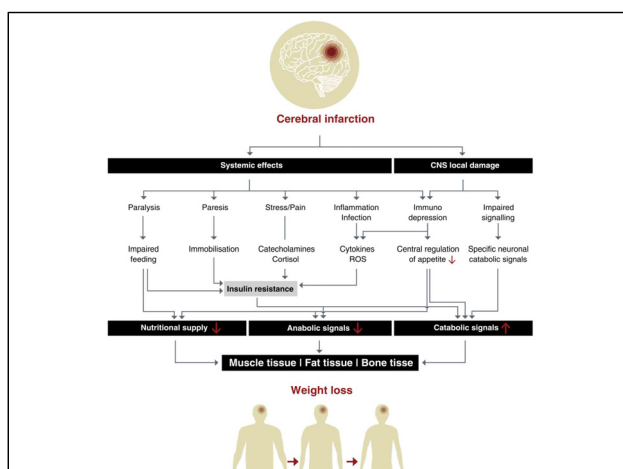 Cerebral infarction
Systemic effects
CNS local damage
Paralysis
Paresis
Stress/Pain
Inflammation
Infection
Immuno
depression
Impaired
signalling
Impaired
feeding
Immobilisation
Catecholamines
Cortisol
Cytokines
ROS
Central regulation
of appetite ↓
Specific neuronal
catabolic signals
Insulin resistance
Nutritional supply ↓
Anabolic signals ↓
Catabolic signals ↑
Muscle tissue | Fat tissue | Bone tisse
Weight loss